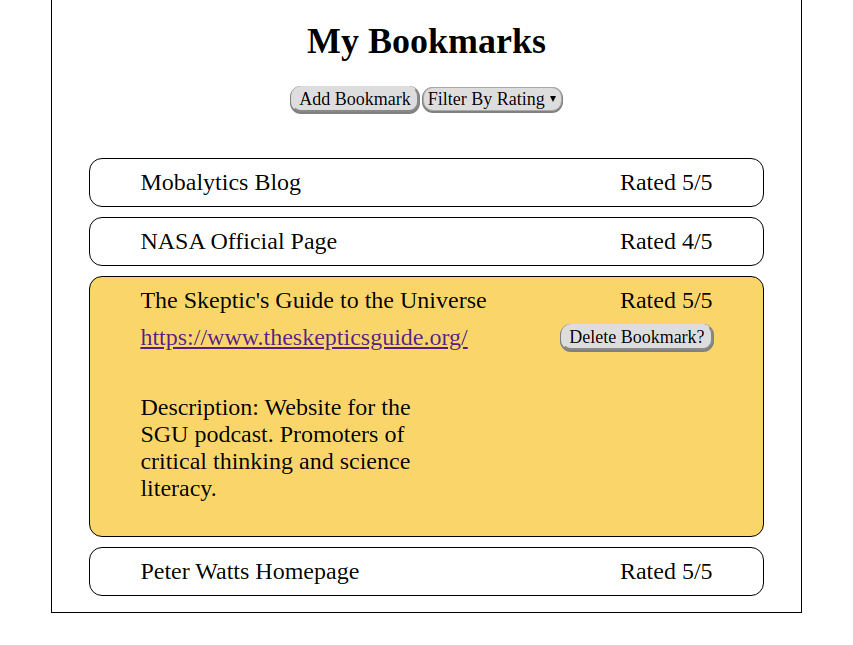 My Bookmarks
Add Bookmark Filter By Rating
Mobalytics Blog Rated 5/5
NASA Official Page Rated 4/5
The Skeptic's Guide to the Universe Rated 5/5
https://www.theskepticsguide.org/ Delete Bookmark?
Description: Website for the
SGU podcast. Promoters of
critical thinking and science
literacy.
Peter Watts Homepage Rated 5/5